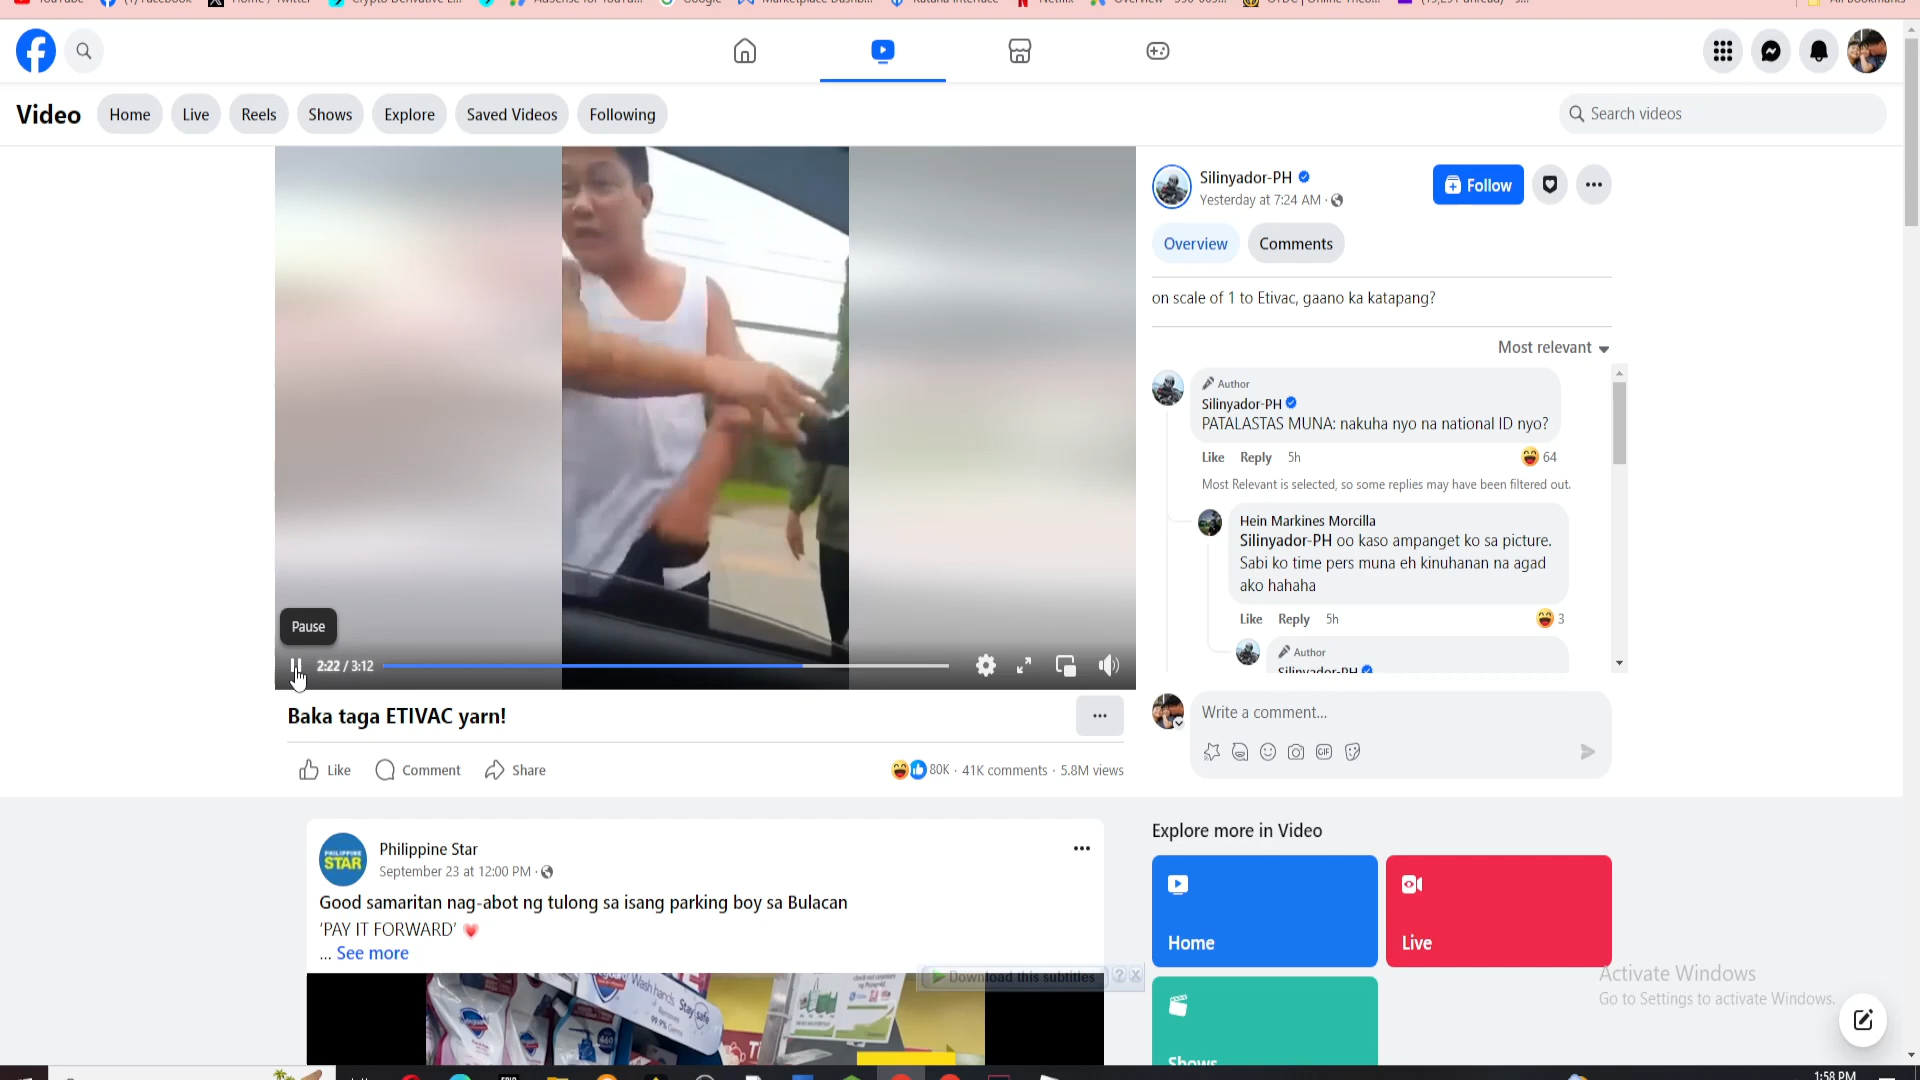 Video
Home
Live
Reels
Shows
Explore
Saved Videos
Following
Search videos
Silinyador-PH
Yesterday at 7:24 AM ·
Follow
Overview
Comments
on scale of 1 to Etivac, gaano ka katapang?
Most relevant
Author
Silinyador-PH
PATALASTAS MUNA: nakuha nyo na national ID nyo?
Like Reply 5h
64
Most Relevant is selected, so some replies may have been filtered out.
Hein Markines Morcilla
Silinyador-PH oo kaso ampanget ko sa picture.
Sabi ko time pers muna eh kinuhanan na agad
ako hahaha
Like Reply 5h
3
Author
Silinyador-PH
Write a comment...
GIF
Pause
2:22 / 3:12
Baka taga ETIVAC yarn!
Like
Comment
Share
80K · 41K comments · 5.8M views
PHILIPPINE
STAR
Philippine Star
September 23 at 12:00 PM ·
Good samaritan nag-abot ng tulong sa isang parking boy sa Bulacan
'PAY IT FORWARD'
... See more
Download this subtitles
Wash hands.
Stay safe
Explore more in Video
Home
Live
Shows
Activate Windows
Go to Settings to activate Windows.
1:58 PM